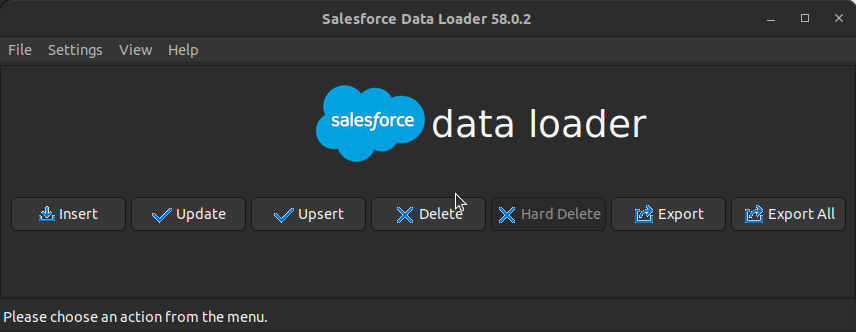 Salesforce Data Loader 58.0.2
File Settings View Help
salesforce data loader
Insert Update Upsert Delete Hard Delete Export Export All
Please choose an action from the menu.